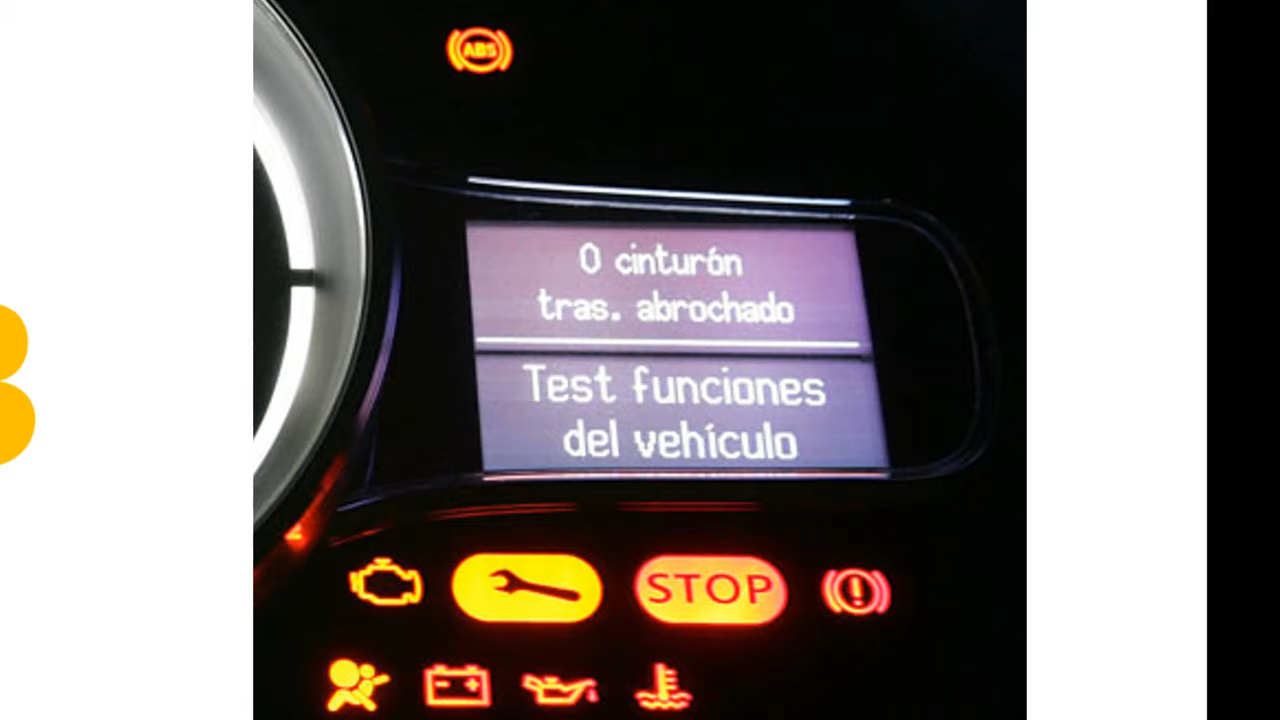 ABS
0 cinturón
tras. abrochado
Test funciones
del vehículo
STOP